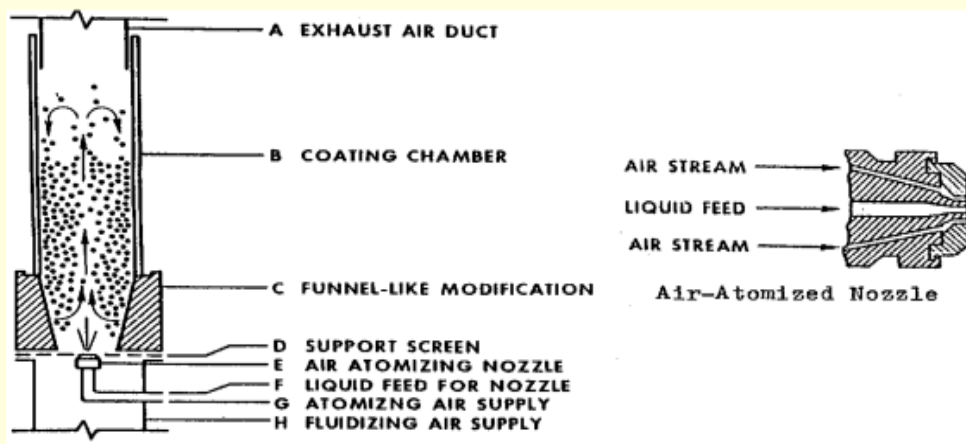 A EXHAUST AIR DUCT
B COATING CHAMBER
AIR STREAM
LIQUID FEED
AIR STREAM
Air-Atomized Nozzle
C FUNNEL-LIKE MODIFICATION
D SUPPORT SCREEN
E AIR ATOMIZING NOZZLE
F LIQUID FEED FOR NOZZLE
G ATOMIZNG AIR SUPPLY
H FLUIDIZING AIR SUPPLY